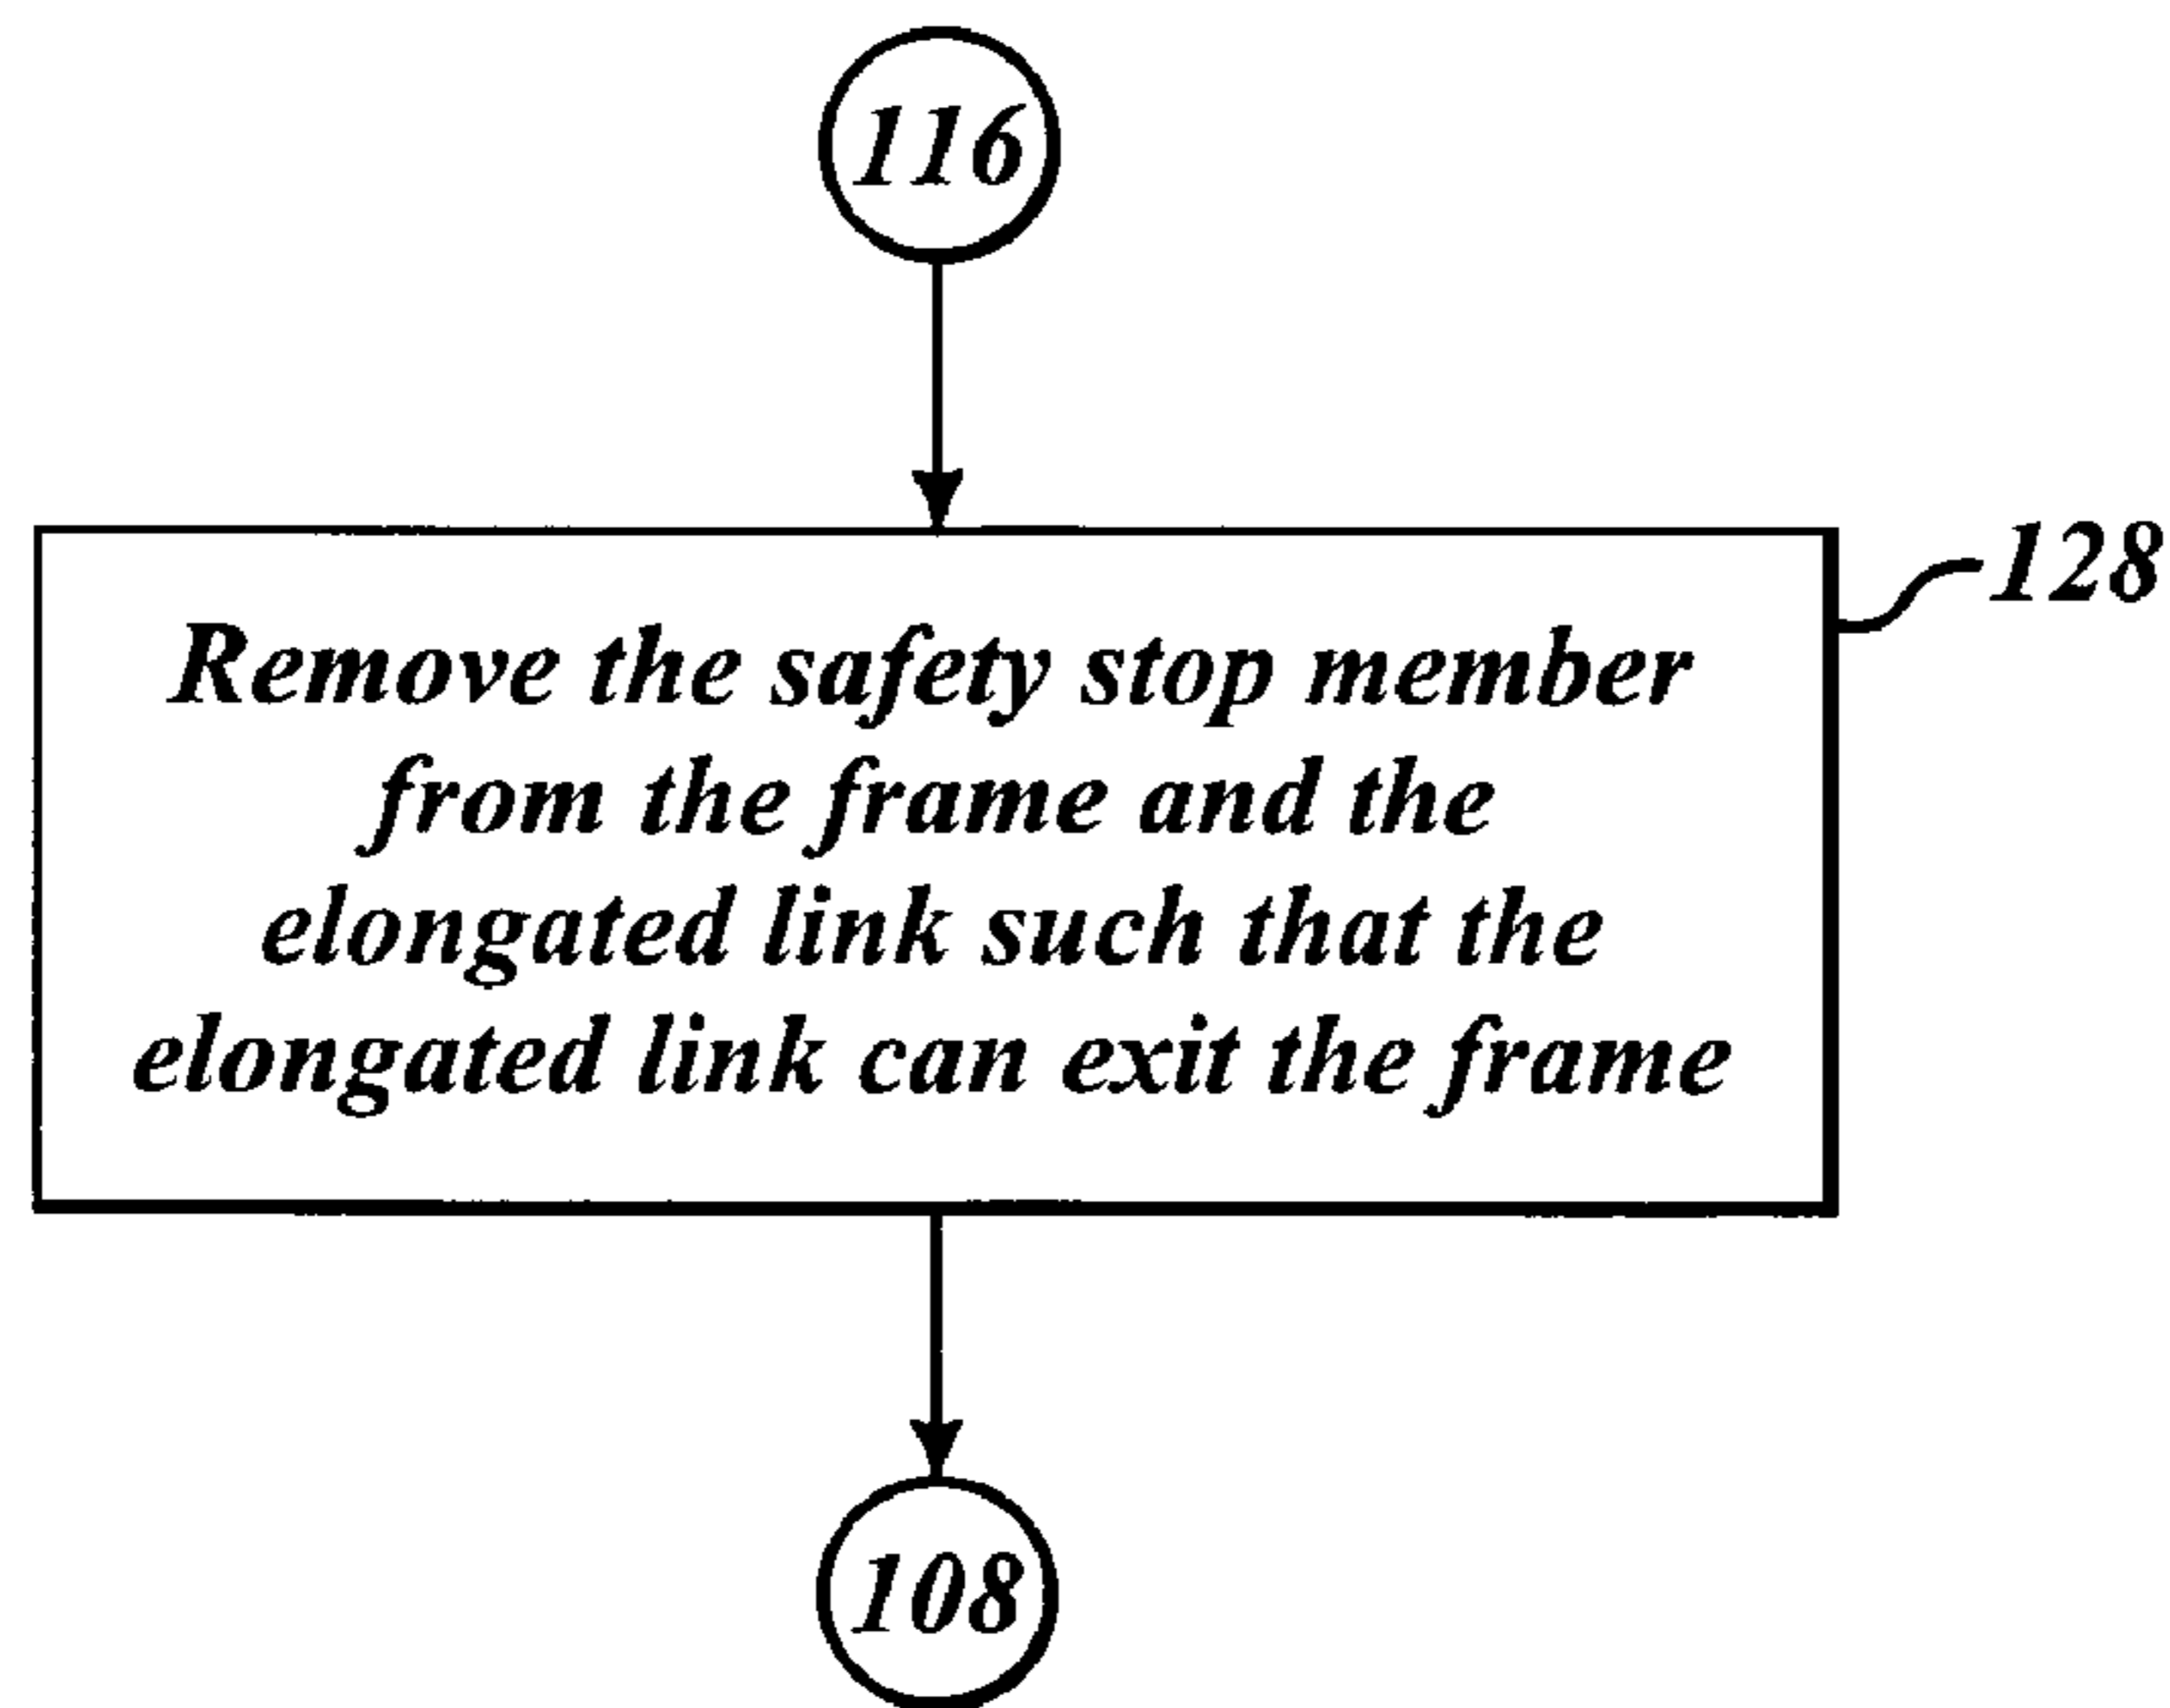 116
128
Remove the safety stop member
from the frame and the
elongated link such that the
elongated link can exit the frame
108